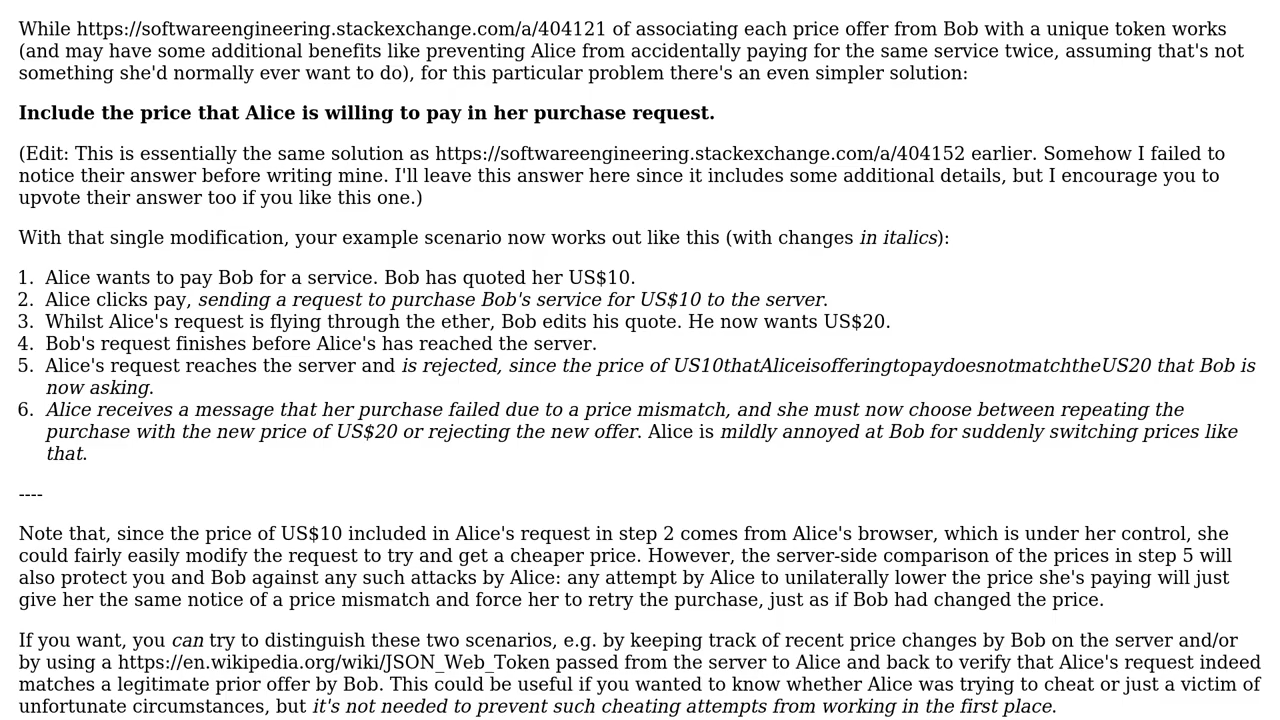 While https://softwareengineering.stackexchange.com/a/404121 of associating each price offer from Bob with a unique token works
(and may have some additional benefits like preventing Alice from accidentally paying for the same service twice, assuming that's not
something she'd normally ever want to do), for this particular problem there's an even simpler solution:
Include the price that Alice is willing to pay in her purchase request.
(Edit: This is essentially the same solution as https://softwareengineering.stackexchange.com/a/404152 earlier. Somehow I failed to
notice their answer before writing mine. I'll leave this answer here since it includes some additional details, but I encourage you to
upvote their answer too if you like this one.)
With that single modification, your example scenario now works out like this (with changes in italics):
1. Alice wants to pay Bob for a service. Bob has quoted her US$10.
2. Alice clicks pay, sending a request to purchase Bob's service for US$10 to the server.
3. Whilst Alice's request is flying through the ether, Bob edits his quote. He now wants US$20.
4. Bob's request finishes before Alice's has reached the server.
5. Alice's request reaches the server and is rejected, since the price of US10thatAliceisofferingtopaydoesnotmatchtheUS20 that Bob is
now asking.
6. Alice receives a message that her purchase failed due to a price mismatch, and she must now choose between repeating the
purchase with the new price of US$20 or rejecting the new offer. Alice is mildly annoyed at Bob for suddenly switching prices like
that.
----
Note that, since the price of US$10 included in Alice's request in step 2 comes from Alice's browser, which is under her control, she
could fairly easily modify the request to try and get a cheaper price. However, the server-side comparison of the prices in step 5 will
also protect you and Bob against any such attacks by Alice: any attempt by Alice to unilaterally lower the price she's paying will just
give her the same notice of a price mismatch and force her to retry the purchase, just as if Bob had changed the price.
If you want, you can try to distinguish these two scenarios, e.g. by keeping track of recent price changes by Bob on the server and/or
by using a https://en.wikipedia.org/wiki/JSON_Web_Token passed from the server to Alice and back to verify that Alice's request indeed
matches a legitimate prior offer by Bob. This could be useful if you wanted to know whether Alice was trying to cheat or just a victim of
unfortunate circumstances, but it's not needed to prevent such cheating attempts from working in the first place.